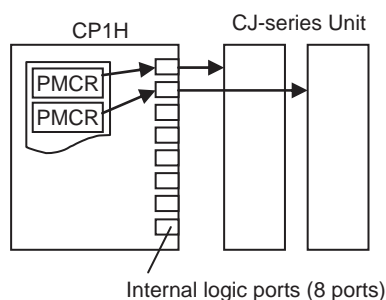 CP1H
CJ-series Unit
PMCR
PMCR
Internal logic ports (8 ports)